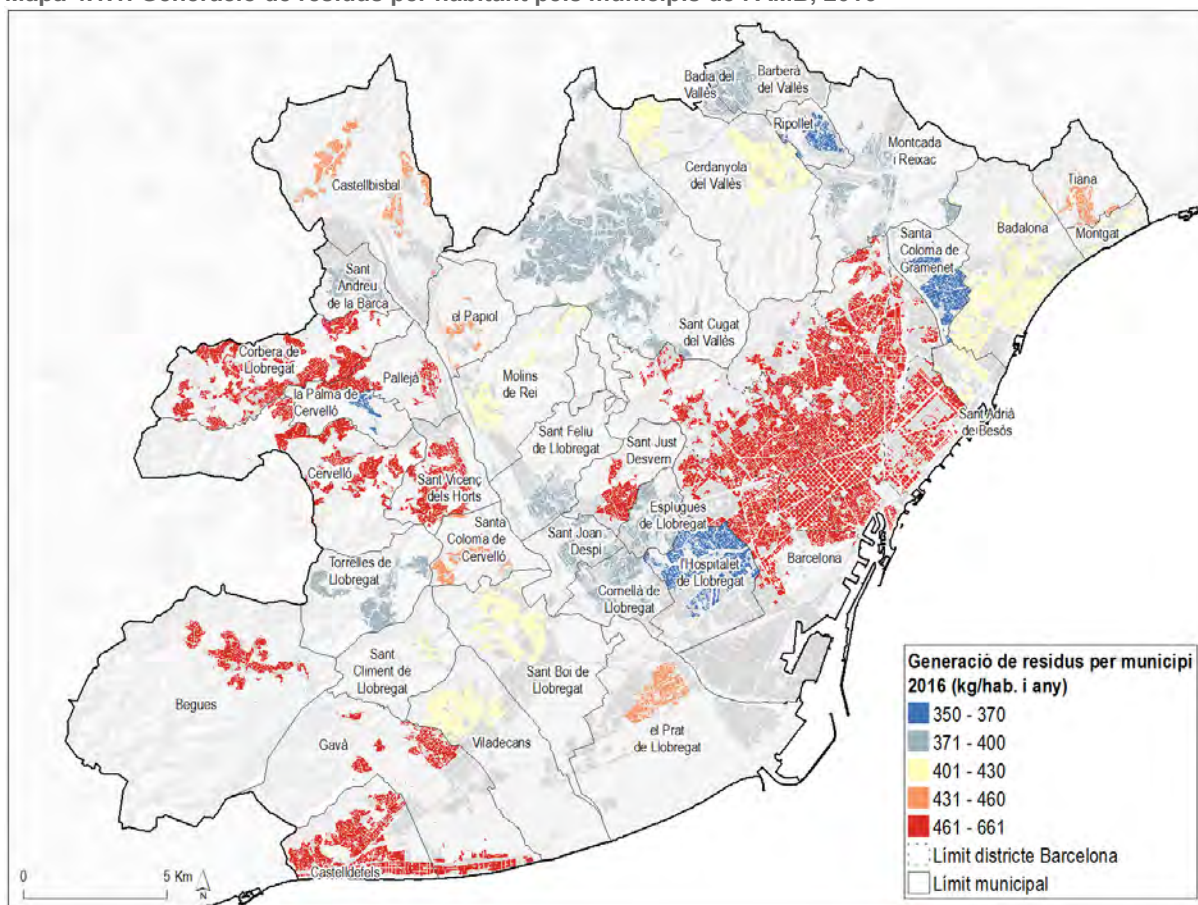 Generació de residus per habitant pels municipis de l'AMB, 2016
Badia del
Vallès
Barberà
del Vallès
Ripollet
Montcada
i Reixac
Castellbisbal
Cerdanyola
del Vallès
Tiana
Montgat
Badalona
Santa
Coloma de
Gramenet
Sant
Andreu
de la Barca
el Papiol
Sant Cugat
del Vallès
Corbera de
Llobregat
Pallejà
Molins
de Rei
la Palma de
Cervelló
Sant Adrià
de Besòs
Sant Feliu
de Llobregat
Sant Just
Desvern
Cervelló
Sant Vicenç
dels Horts
Esplugues
de Llobregat
Santa
Coloma de
Cervelló
Sant Joan
Despí
Barcelona
l'Hospitalet
de Llobregat
Torrelles de
Llobregat
Cornellà de
Llobregat
Sant
Climent de
Llobregat
Sant Boi de
Llobregat
Begues
Gavà
Viladecans
el Prat
de Llobregat
Castelldefels
0 5 Km
N
Generació de residus per municipi
2016 (kg/hab. i any)
350 - 370
371 - 400
401 - 430
431 - 460
461 - 661
Límit districte Barcelona
Límit municipal